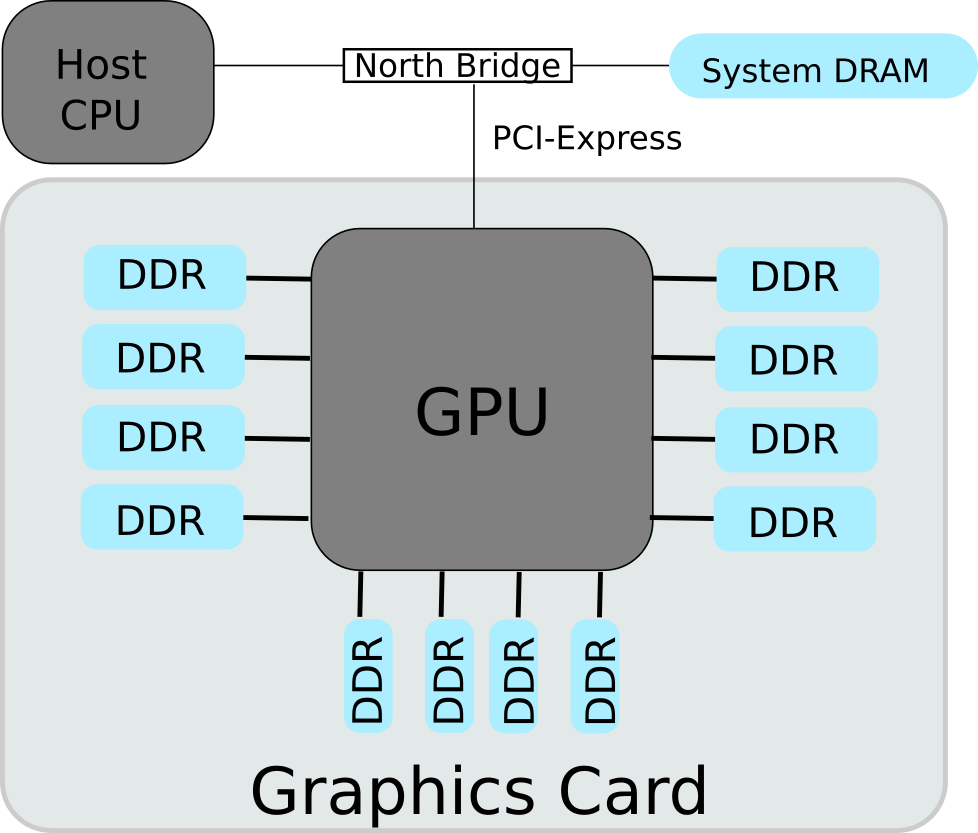 Host
CPU
North Bridge
System DRAM
PCI-Express
DDR
DDR
DDR
DDR
DDR
DDR
DDR
DDR
GPU
DDR
DDR
DDR
DDR
Graphics Card